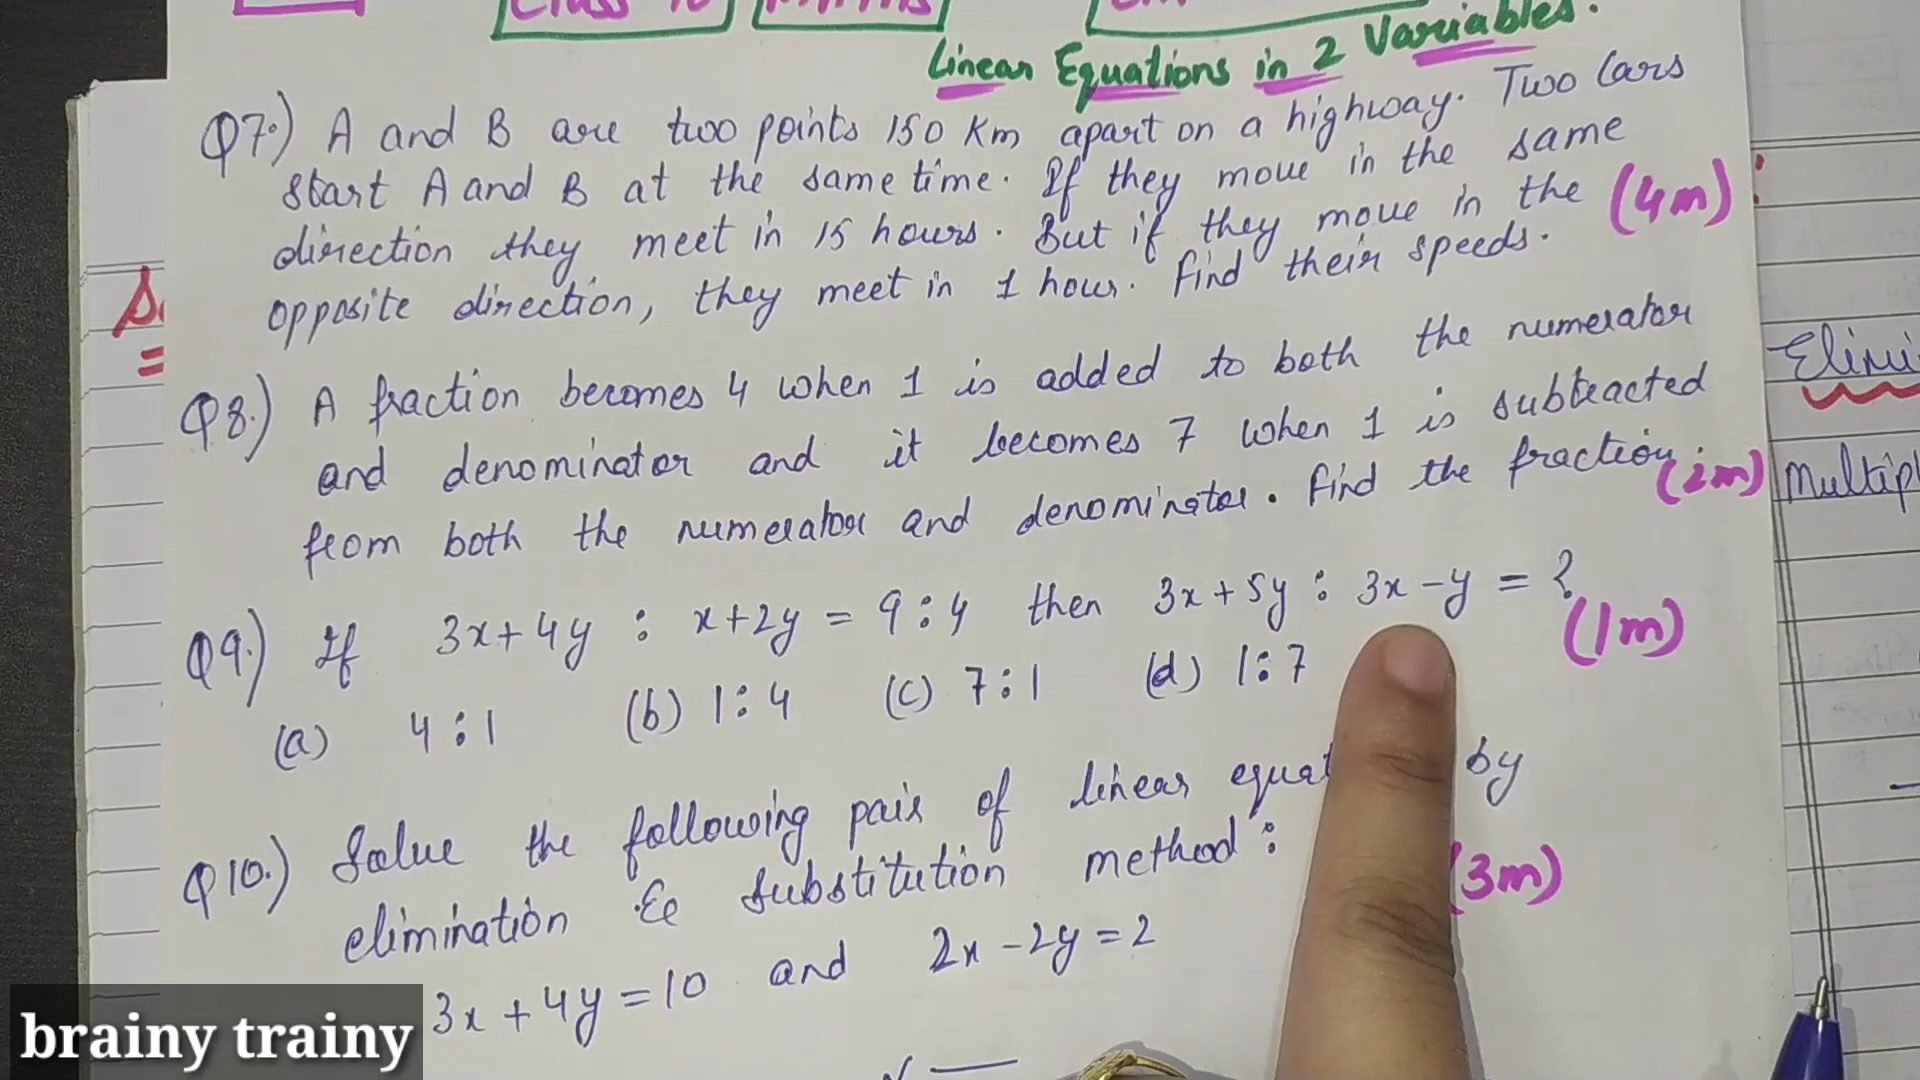 Class 10 Maths
Linear Equations in 2 Variables.
Q7.) A and B are two points 150 Km apart on a highway. Two Cars
start A and B at the same time. If they move in the same
direction they meet in 15 hours. But if they move in the (4m)
opposite direction, they meet in 1 hour. Find their speeds.
Q8.) A fraction becomes 4 when 1 is added to both the numerator
and denominator and it becomes 7 when 1 is subtracted
from both the numerator and denominator. Find the fraction. (2m)
Q9.) If 3x+4y : x+2y = 9:4 then 3x+5y : 3x-y = ?
(1m)
(a) 4:1 (b) 1:4 (c) 7:1 (d) 1:7
Q10.) Solve the following pair of linear equat by
elimination & substitution method: (3m)
3x + 4y = 10 and 2x - 2y = 2
Elimi
Multipl
brainy trainy